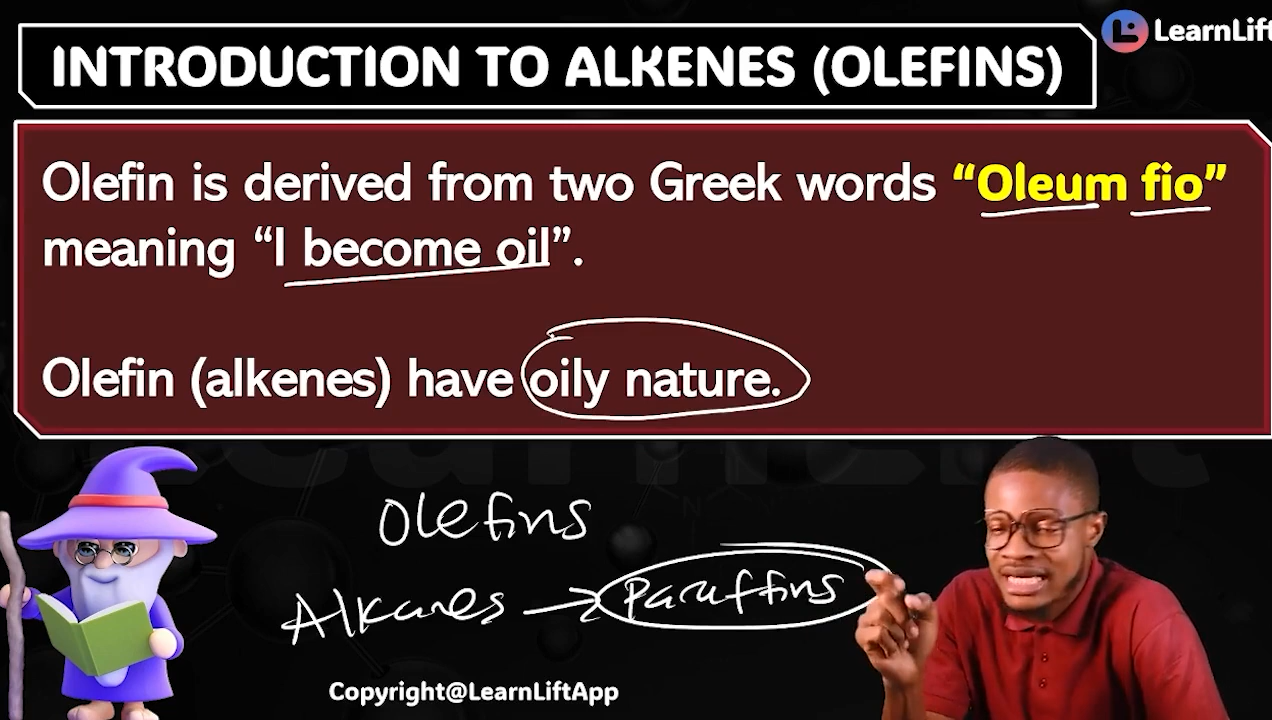 LearnLift
INTRODUCTION TO ALKENES (OLEFINS)
Olefin is derived from two Greek words “Oleum fio”
meaning “I become oil”.
Olefin (alkenes) have oily nature.
Olefins
Alkanes → Paraffins
Copyright@LearnLiftApp